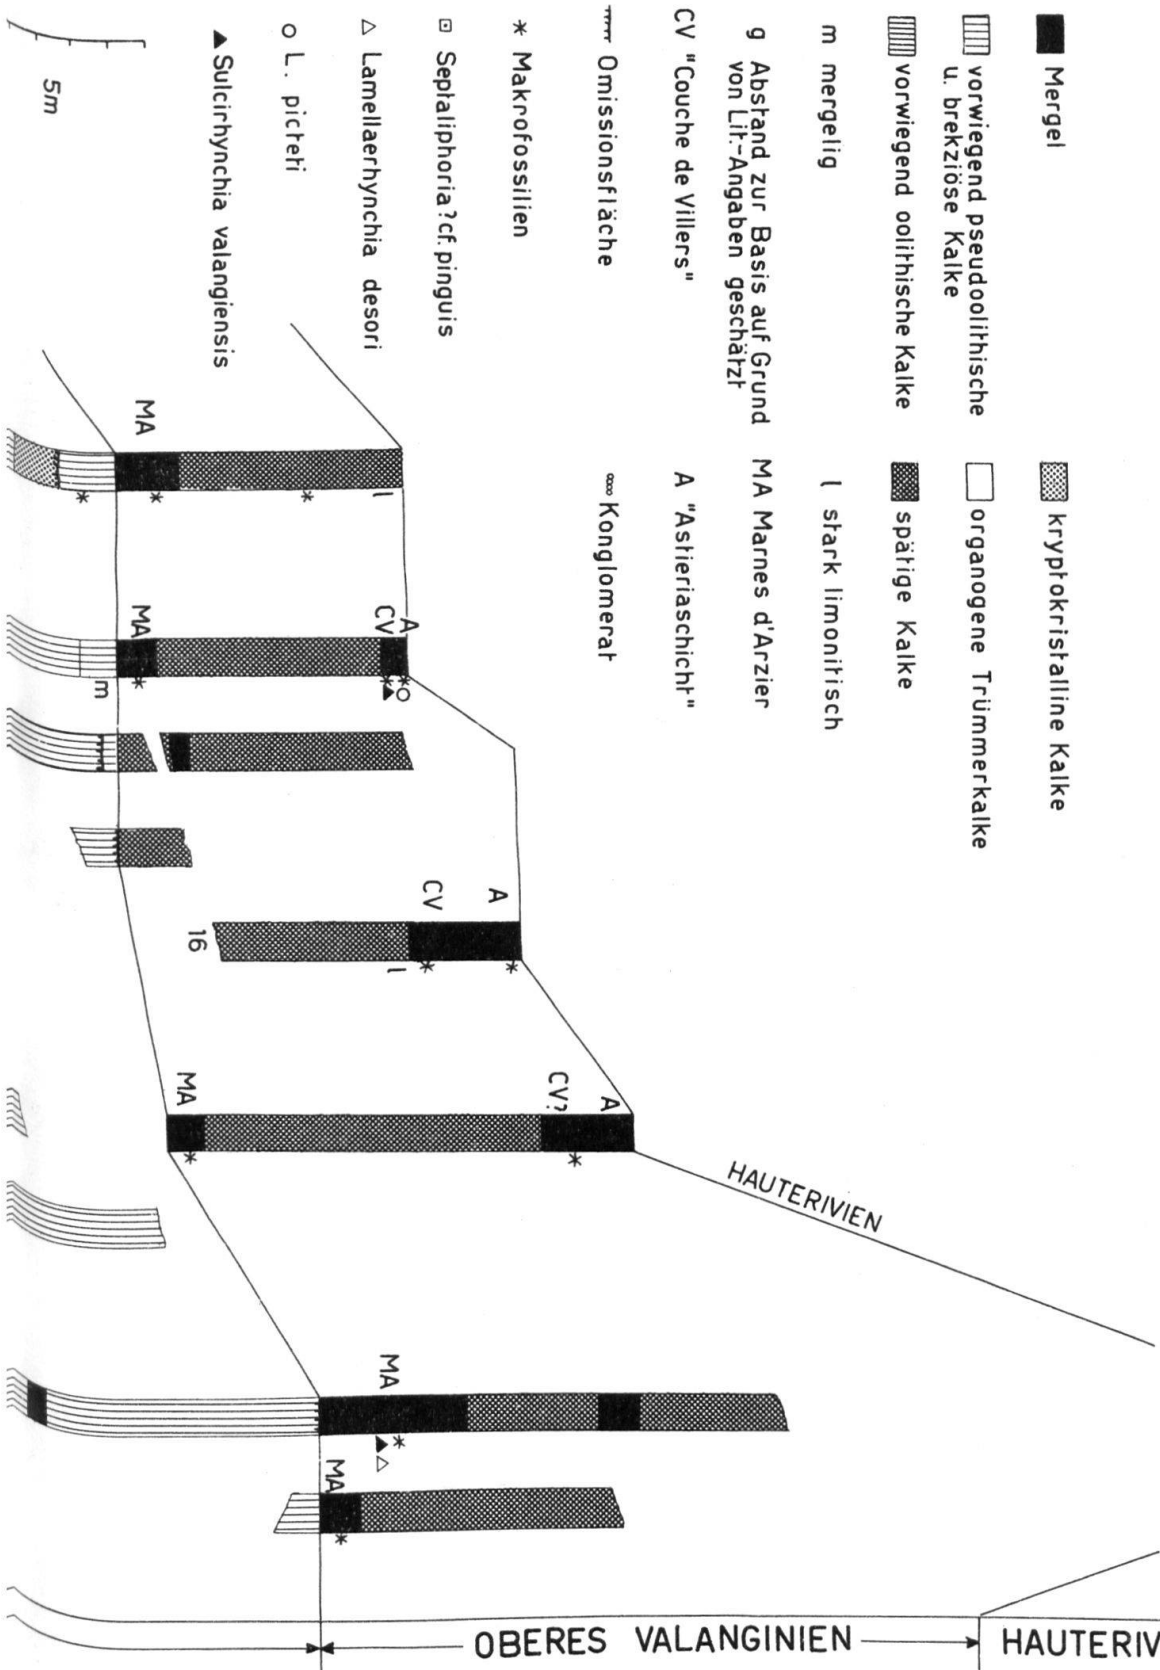 Mergel
vorwiegend pseudoolithische
u. brekziöse Kalke
vorwiegend oolithische Kalke
m mergelig
g Abstand zur Basis auf Grund
von Lit.-Angaben geschätzt
CV "Couche de Villers"
Omissionsfläche
* Makrofossilien
Septaliphoria? cf. pinguis
△ Lamellaerhynchia desori
○ L. picteti
▲ Sulcirhynchia valangiensis
5m
kryptokristalline Kalke
organogene Trümmerkalke
spätige Kalke
l stark limonitisch
MA Marnes d'Arzier
A "Astieriaschicht"
Konglomerat
MA
l
MA
CV
A
m
CV
A
16
l
MA
CV?
A
HAUTERIVIEN
MA
MA
OBERES VALANGINIEN
HAUTERIV